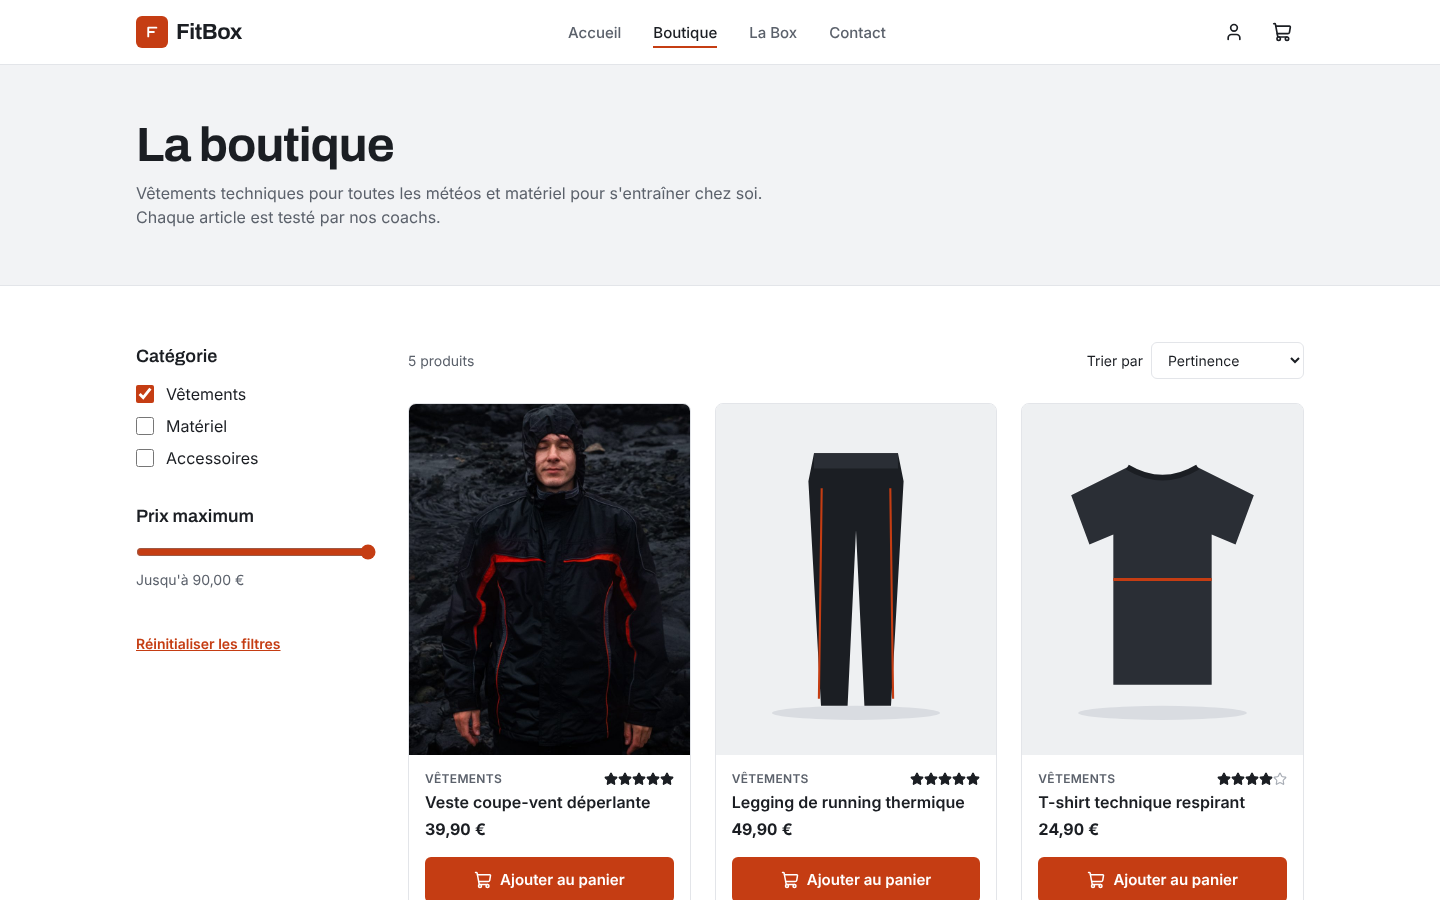 FitBox
Accueil
Boutique
La Box
Contact
La boutique
Vêtements techniques pour toutes les météos et matériel pour s'entraîner chez soi.
Chaque article est testé par nos coachs.
Catégorie
Vêtements
Matériel
Accessoires
Prix maximum
Jusqu'à 90,00 €
Réinitialiser les filtres
5 produits
Trier par
Pertinence
VÊTEMENTS
Veste coupe-vent déperlante
39,90 €
Ajouter au panier
VÊTEMENTS
Legging de running thermique
49,90 €
Ajouter au panier
VÊTEMENTS
T-shirt technique respirant
24,90 €
Ajouter au panier